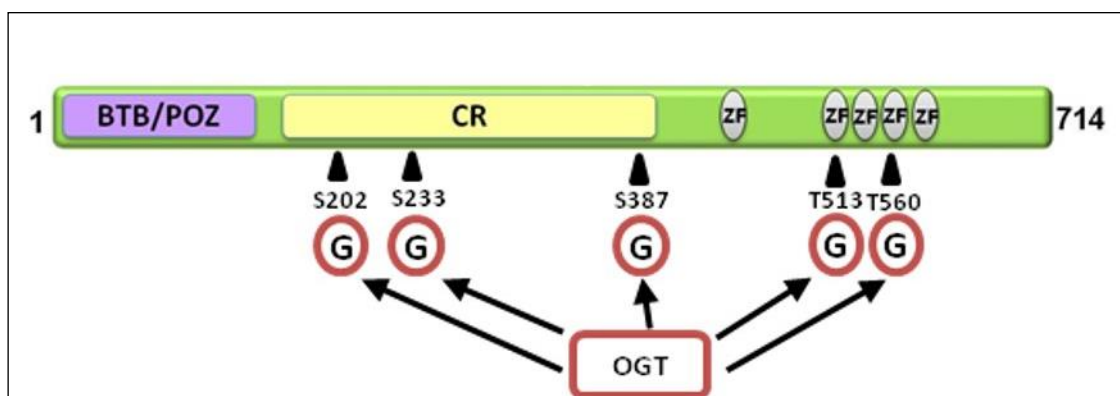 BTB/POZ CR ZF ZF ZF ZF ZF
1 714
S202 S233 S387 T513 T560
G G G G G
OGT